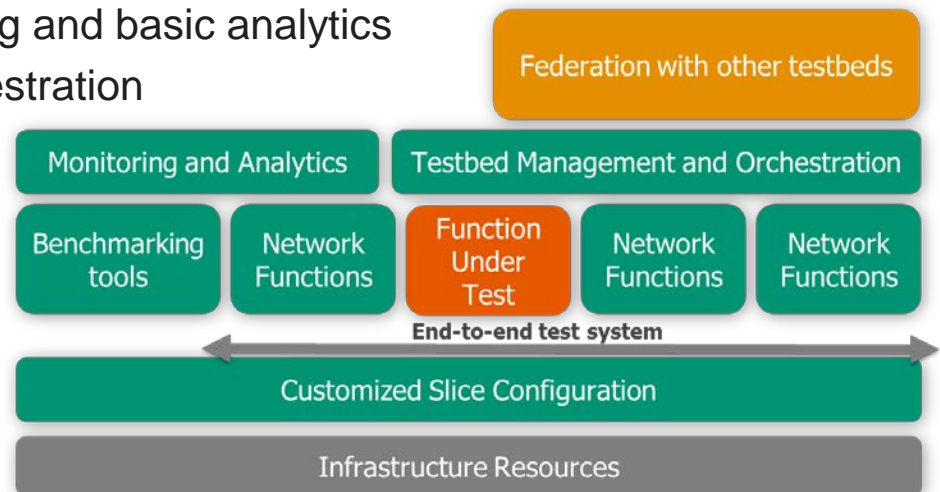 g and basic analytics
estration
Federation with other testbeds
Monitoring and Analytics
Testbed Management and Orchestration
Benchmarking
tools
Network
Functions
Function
Under
Test
Network
Functions
Network
Functions
End-to-end test system
Customized Slice Configuration
Infrastructure Resources